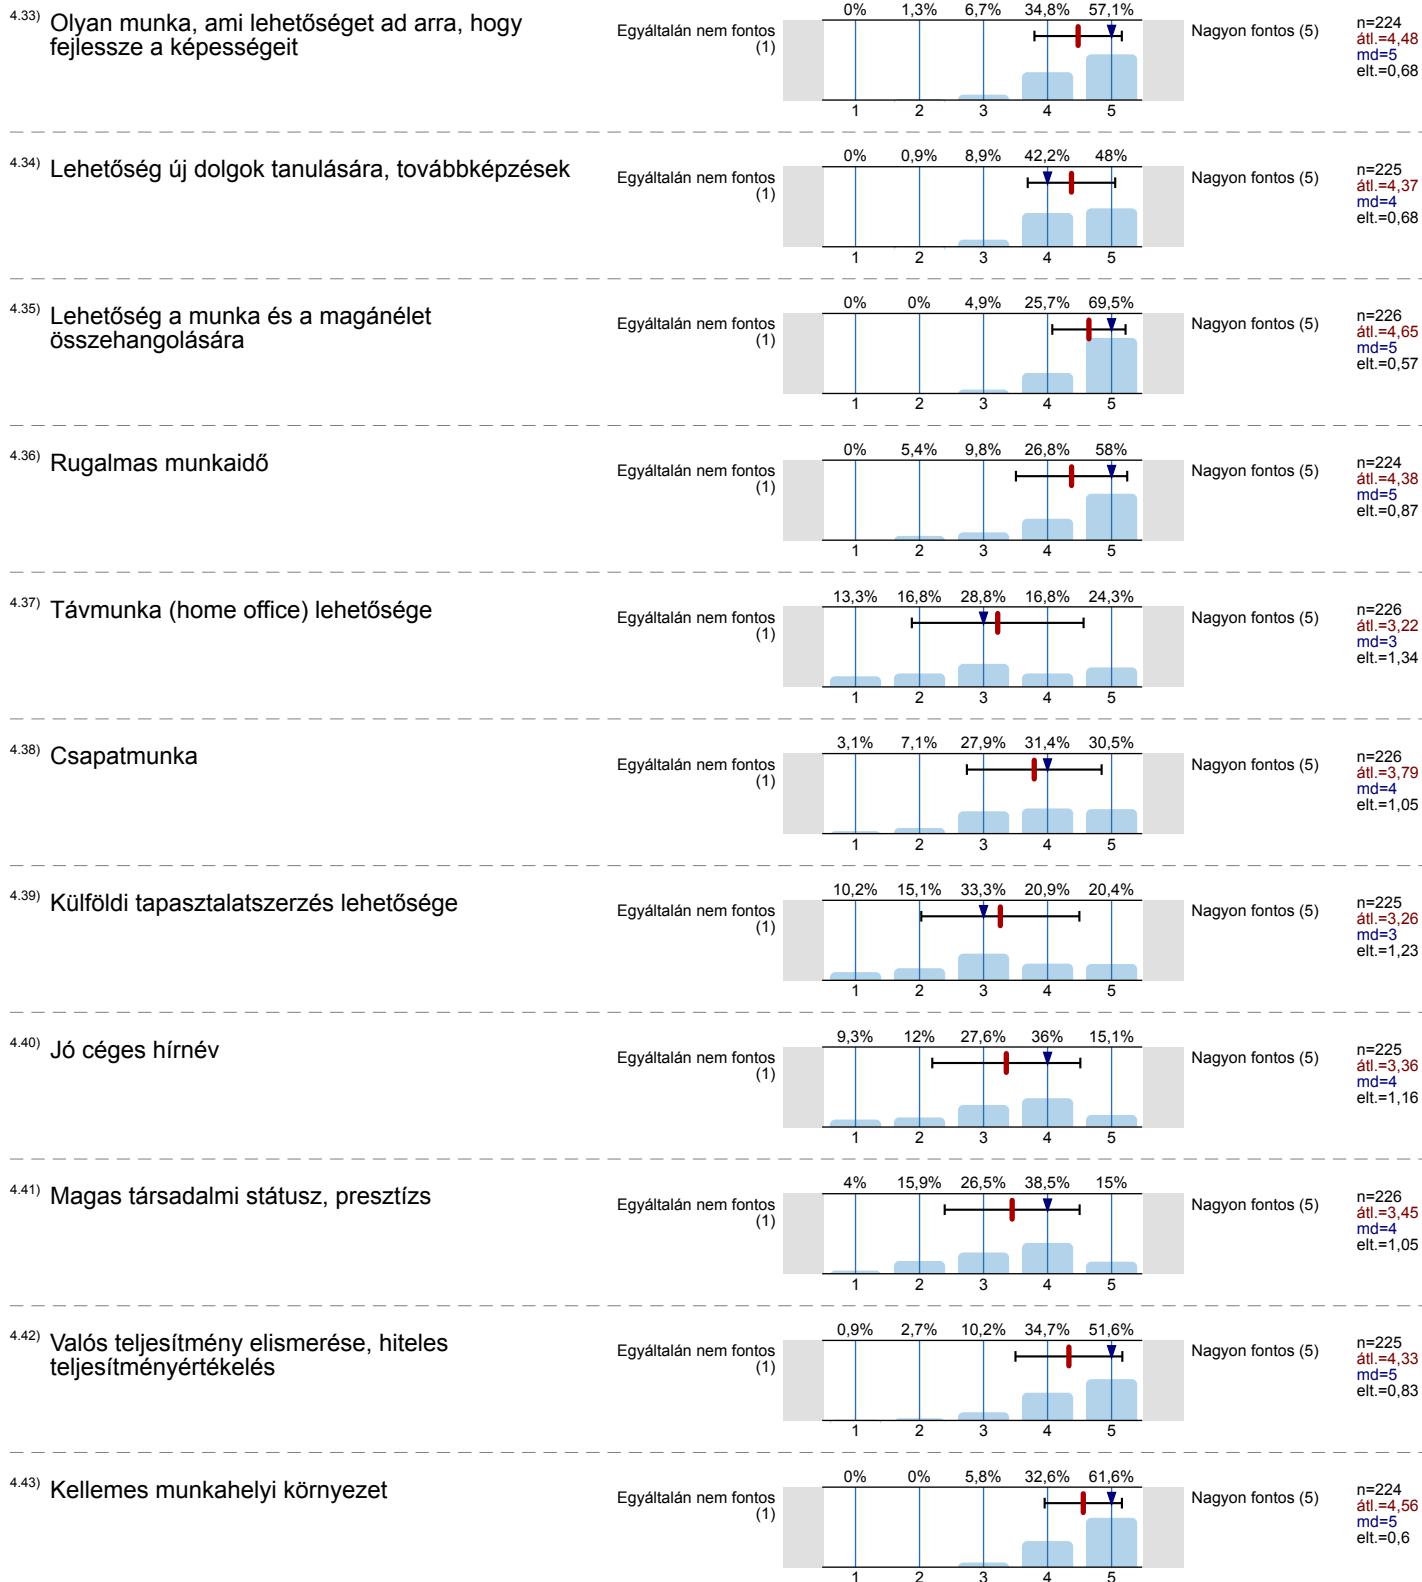 4.33) Olyan munka, ami lehetőséget ad arra, hogy
fejlessze a képességeit
Egyáltalán nem fontos
(1)
0% 1,3% 6,7% 34,8% 57,1%
1 2 3 4 5
Nagyon fontos (5)
n=224
átl.=4,48
md=5
elt.=0,68
4.34) Lehetőség új dolgok tanulására, továbbképzések
Egyáltalán nem fontos
(1)
0% 0,9% 8,9% 42,2% 48%
1 2 3 4 5
Nagyon fontos (5)
n=225
átl.=4,37
md=4
elt.=0,68
4.35) Lehetőség a munka és a magánélet
összehangolására
Egyáltalán nem fontos
(1)
0% 0% 4,9% 25,7% 69,5%
1 2 3 4 5
Nagyon fontos (5)
n=226
átl.=4,65
md=5
elt.=0,57
4.36) Rugalmas munkaidő
Egyáltalán nem fontos
(1)
0% 5,4% 9,8% 26,8% 58%
1 2 3 4 5
Nagyon fontos (5)
n=224
átl.=4,38
md=5
elt.=0,87
4.37) Távmunka (home office) lehetősége
Egyáltalán nem fontos
(1)
13,3% 16,8% 28,8% 16,8% 24,3%
1 2 3 4 5
Nagyon fontos (5)
n=226
átl.=3,22
md=3
elt.=1,34
4.38) Csapatmunka
Egyáltalán nem fontos
(1)
3,1% 7,1% 27,9% 31,4% 30,5%
1 2 3 4 5
Nagyon fontos (5)
n=226
átl.=3,79
md=4
elt.=1,05
4.39) Külföldi tapasztalatszerzés lehetősége
Egyáltalán nem fontos
(1)
10,2% 15,1% 33,3% 20,9% 20,4%
1 2 3 4 5
Nagyon fontos (5)
n=225
átl.=3,26
md=3
elt.=1,23
4.40) Jó céges hírnév
Egyáltalán nem fontos
(1)
9,3% 12% 27,6% 36% 15,1%
1 2 3 4 5
Nagyon fontos (5)
n=225
átl.=3,36
md=4
elt.=1,16
4.41) Magas társadalmi státusz, presztízs
Egyáltalán nem fontos
(1)
4% 15,9% 26,5% 38,5% 15%
1 2 3 4 5
Nagyon fontos (5)
n=226
átl.=3,45
md=4
elt.=1,05
4.42) Valós teljesítmény elismerése, hiteles
teljesítményértékelés
Egyáltalán nem fontos
(1)
0,9% 2,7% 10,2% 34,7% 51,6%
1 2 3 4 5
Nagyon fontos (5)
n=225
átl.=4,33
md=5
elt.=0,83
4.43) Kellemes munkahelyi környezet
Egyáltalán nem fontos
(1)
0% 0% 5,8% 32,6% 61,6%
1 2 3 4 5
Nagyon fontos (5)
n=224
átl.=4,56
md=5
elt.=0,6